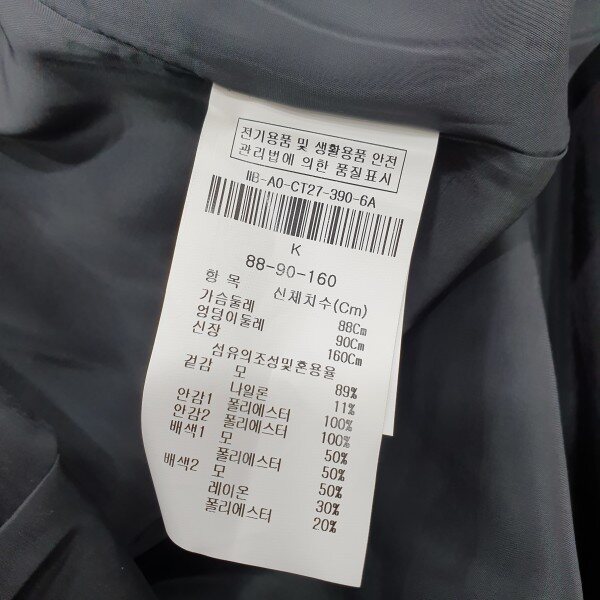 전기용품 및 생활용품 안전
관리법에 의한 품질표시
IIB-A0-CT27-390-6A
K
88-90-160
항 목 신체치수(Cm)
가슴둘레 88Cm
엉덩이둘레 90Cm
신장 160Cm
섬유의조성및혼용율
겉감 모 89%
나일론 11%
안감1 폴리에스터 100%
안감2 폴리에스터 100%
배색1 모 50%
폴리에스터 50%
배색2 모 50%
레이온 30%
폴리에스터 20%